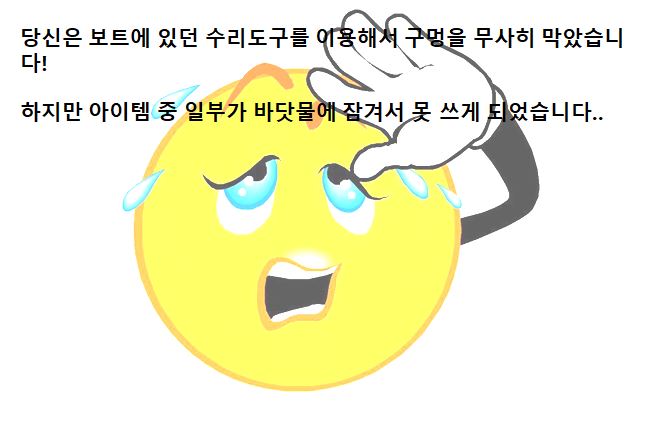 당신은 보트에 있던 수리도구를 이용해서 구멍을 무사히 막았습니
다!
하지만 아이템 중 일부가 바닷물에 잠겨서 못 쓰게 되었습니다..